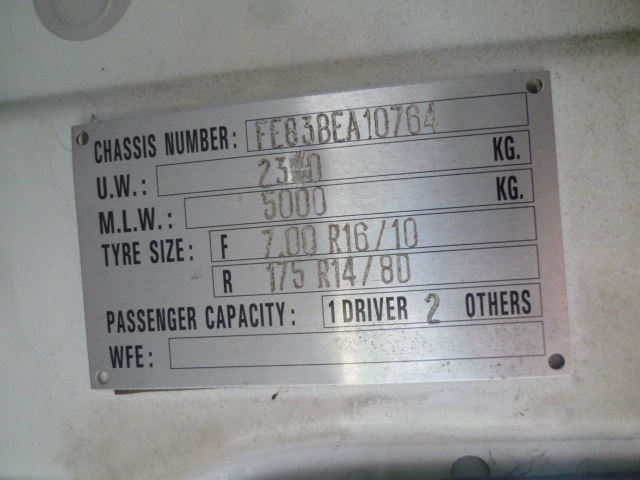 CHASSIS NUMBER: FE83BEA10764
U.W.: KG.
M.L.W.: 5000 KG.
TYRE SIZE: F 7.00 R16/10
R 175 R14/80
PASSENGER CAPACITY: 1 DRIVER 2 OTHERS
WFE: